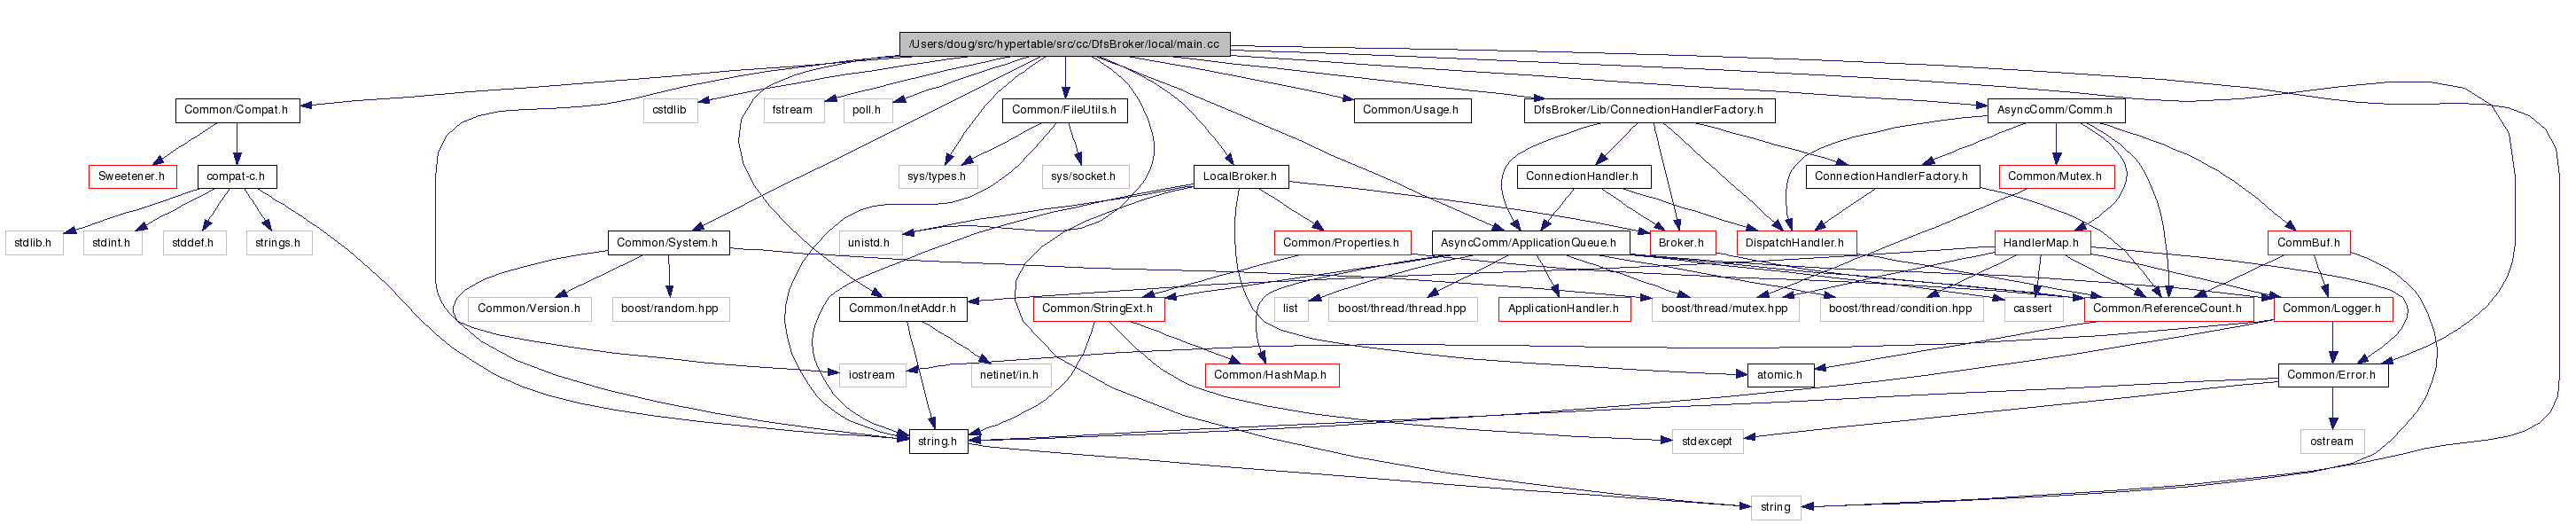 /Users/doug/src/hypertable/src/cc/DfsBroker/local/main.cc
Common/Compat.h
cstdlib
fstream
poll.h
Common/FileUtils.h
Common/Usage.h
DfsBroker/Lib/ConnectionHandlerFactory.h
AsyncComm/Comm.h
Sweetener.h
compat-c.h
sys/types.h
sys/socket.h
LocalBroker.h
ConnectionHandler.h
ConnectionHandlerFactory.h
Common/Mutex.h
stdlib.h
stdint.h
stddef.h
strings.h
Common/System.h
unistd.h
Common/Properties.h
AsyncComm/ApplicationQueue.h
Broker.h
DispatchHandler.h
HandlerMap.h
CommBuf.h
Common/Version.h
boost/random.hpp
Common/InetAddr.h
Common/StringExt.h
list
boost/thread/thread.hpp
ApplicationHandler.h
boost/thread/mutex.hpp
boost/thread/condition.hpp
cassert
Common/ReferenceCount.h
Common/Logger.h
iostream
netinet/in.h
Common/HashMap.h
atomic.h
Common/Error.h
string.h
stdexcept
ostream
string